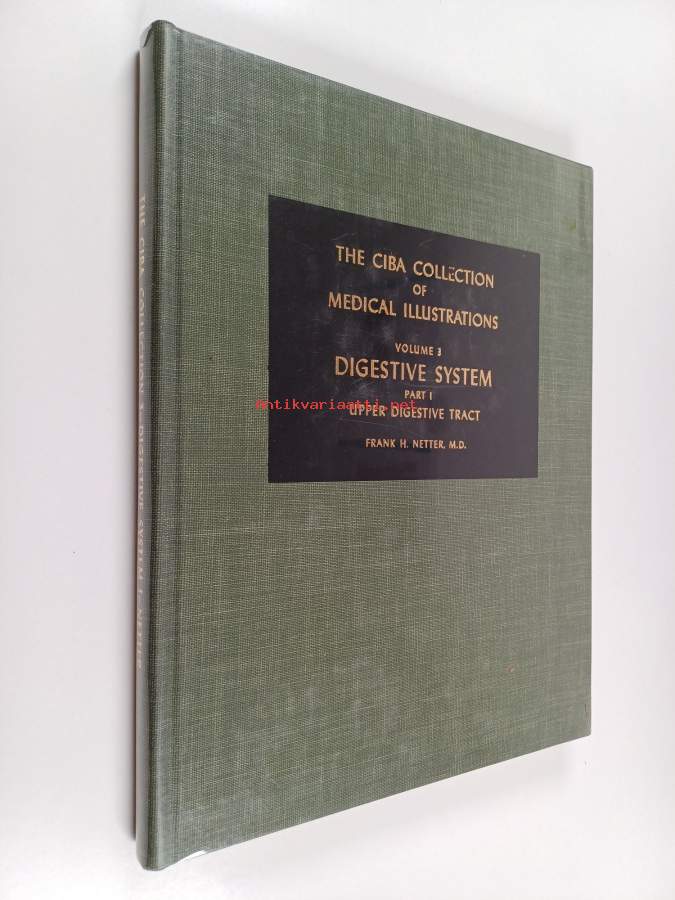 THE CIBA COLLECTION
OF
MEDICAL ILLUSTRATIONS
VOLUME 3
DIGESTIVE SYSTEM
PART I
Antikvariaatti.net
UPPER DIGESTIVE TRACT
FRANK H. NETTER, M.D.
THE CIBA COLLECTION 3 DIGESTIVE SYSTEM I NETTER